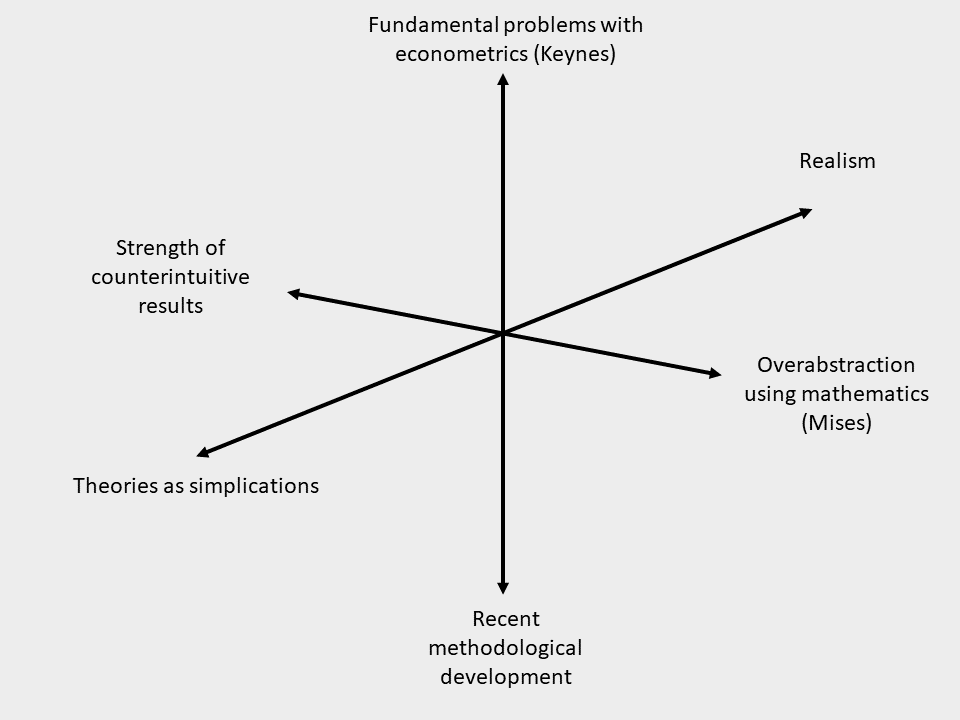 Fundamental problems with
econometrics (Keynes)
Realism
Strength of
counterintuitive
results
Overabstraction
using mathematics
(Mises)
Theories as simplications
Recent
methodological
development